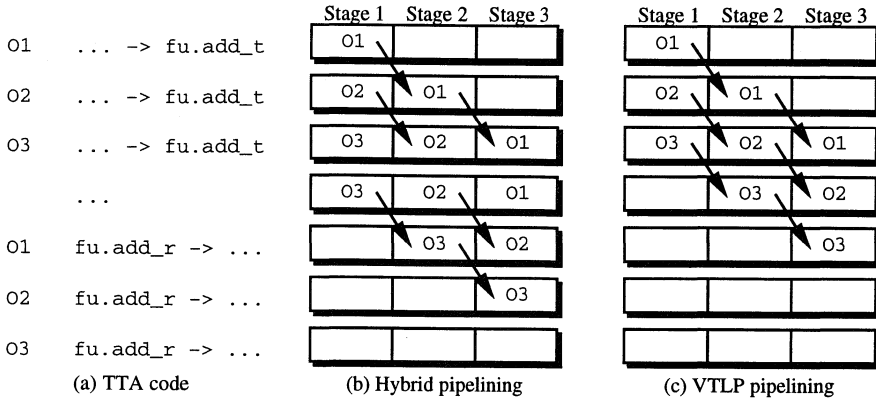 Stage 1 Stage 2 Stage 3 Stage 1 Stage 2 Stage 3
O1 ... -> fu.add_t O1 O1
O2 ... -> fu.add_t O2 O1 O2 O1
O3 ... -> fu.add_t O3 O2 O1 O3 O2 O1
... O3 O2 O1 O3 O2
O1 fu.add_r -> ... O3 O2 O3
O2 fu.add_r -> ... O3
O3 fu.add_r -> ...
(a) TTA code (b) Hybrid pipelining (c) VTLP pipelining